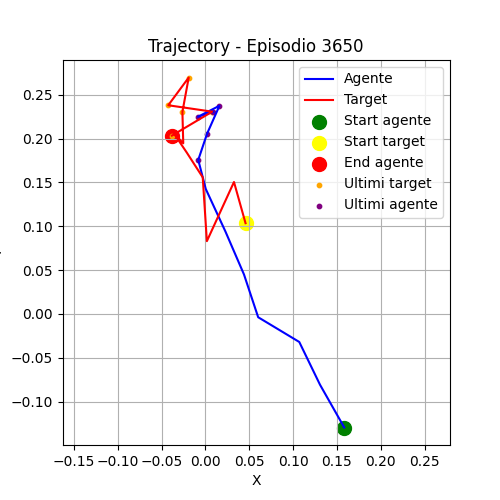 Trajectory - Episodio 3650
Agente
Target
Start agente
Start target
End agente
Ultimi target
Ultimi agente
0.25
0.20
0.15
0.10
0.05
0.00
−0.05
−0.10
−0.15
−0.10
−0.05
0.00
0.05
0.10
0.15
0.20
0.25
X